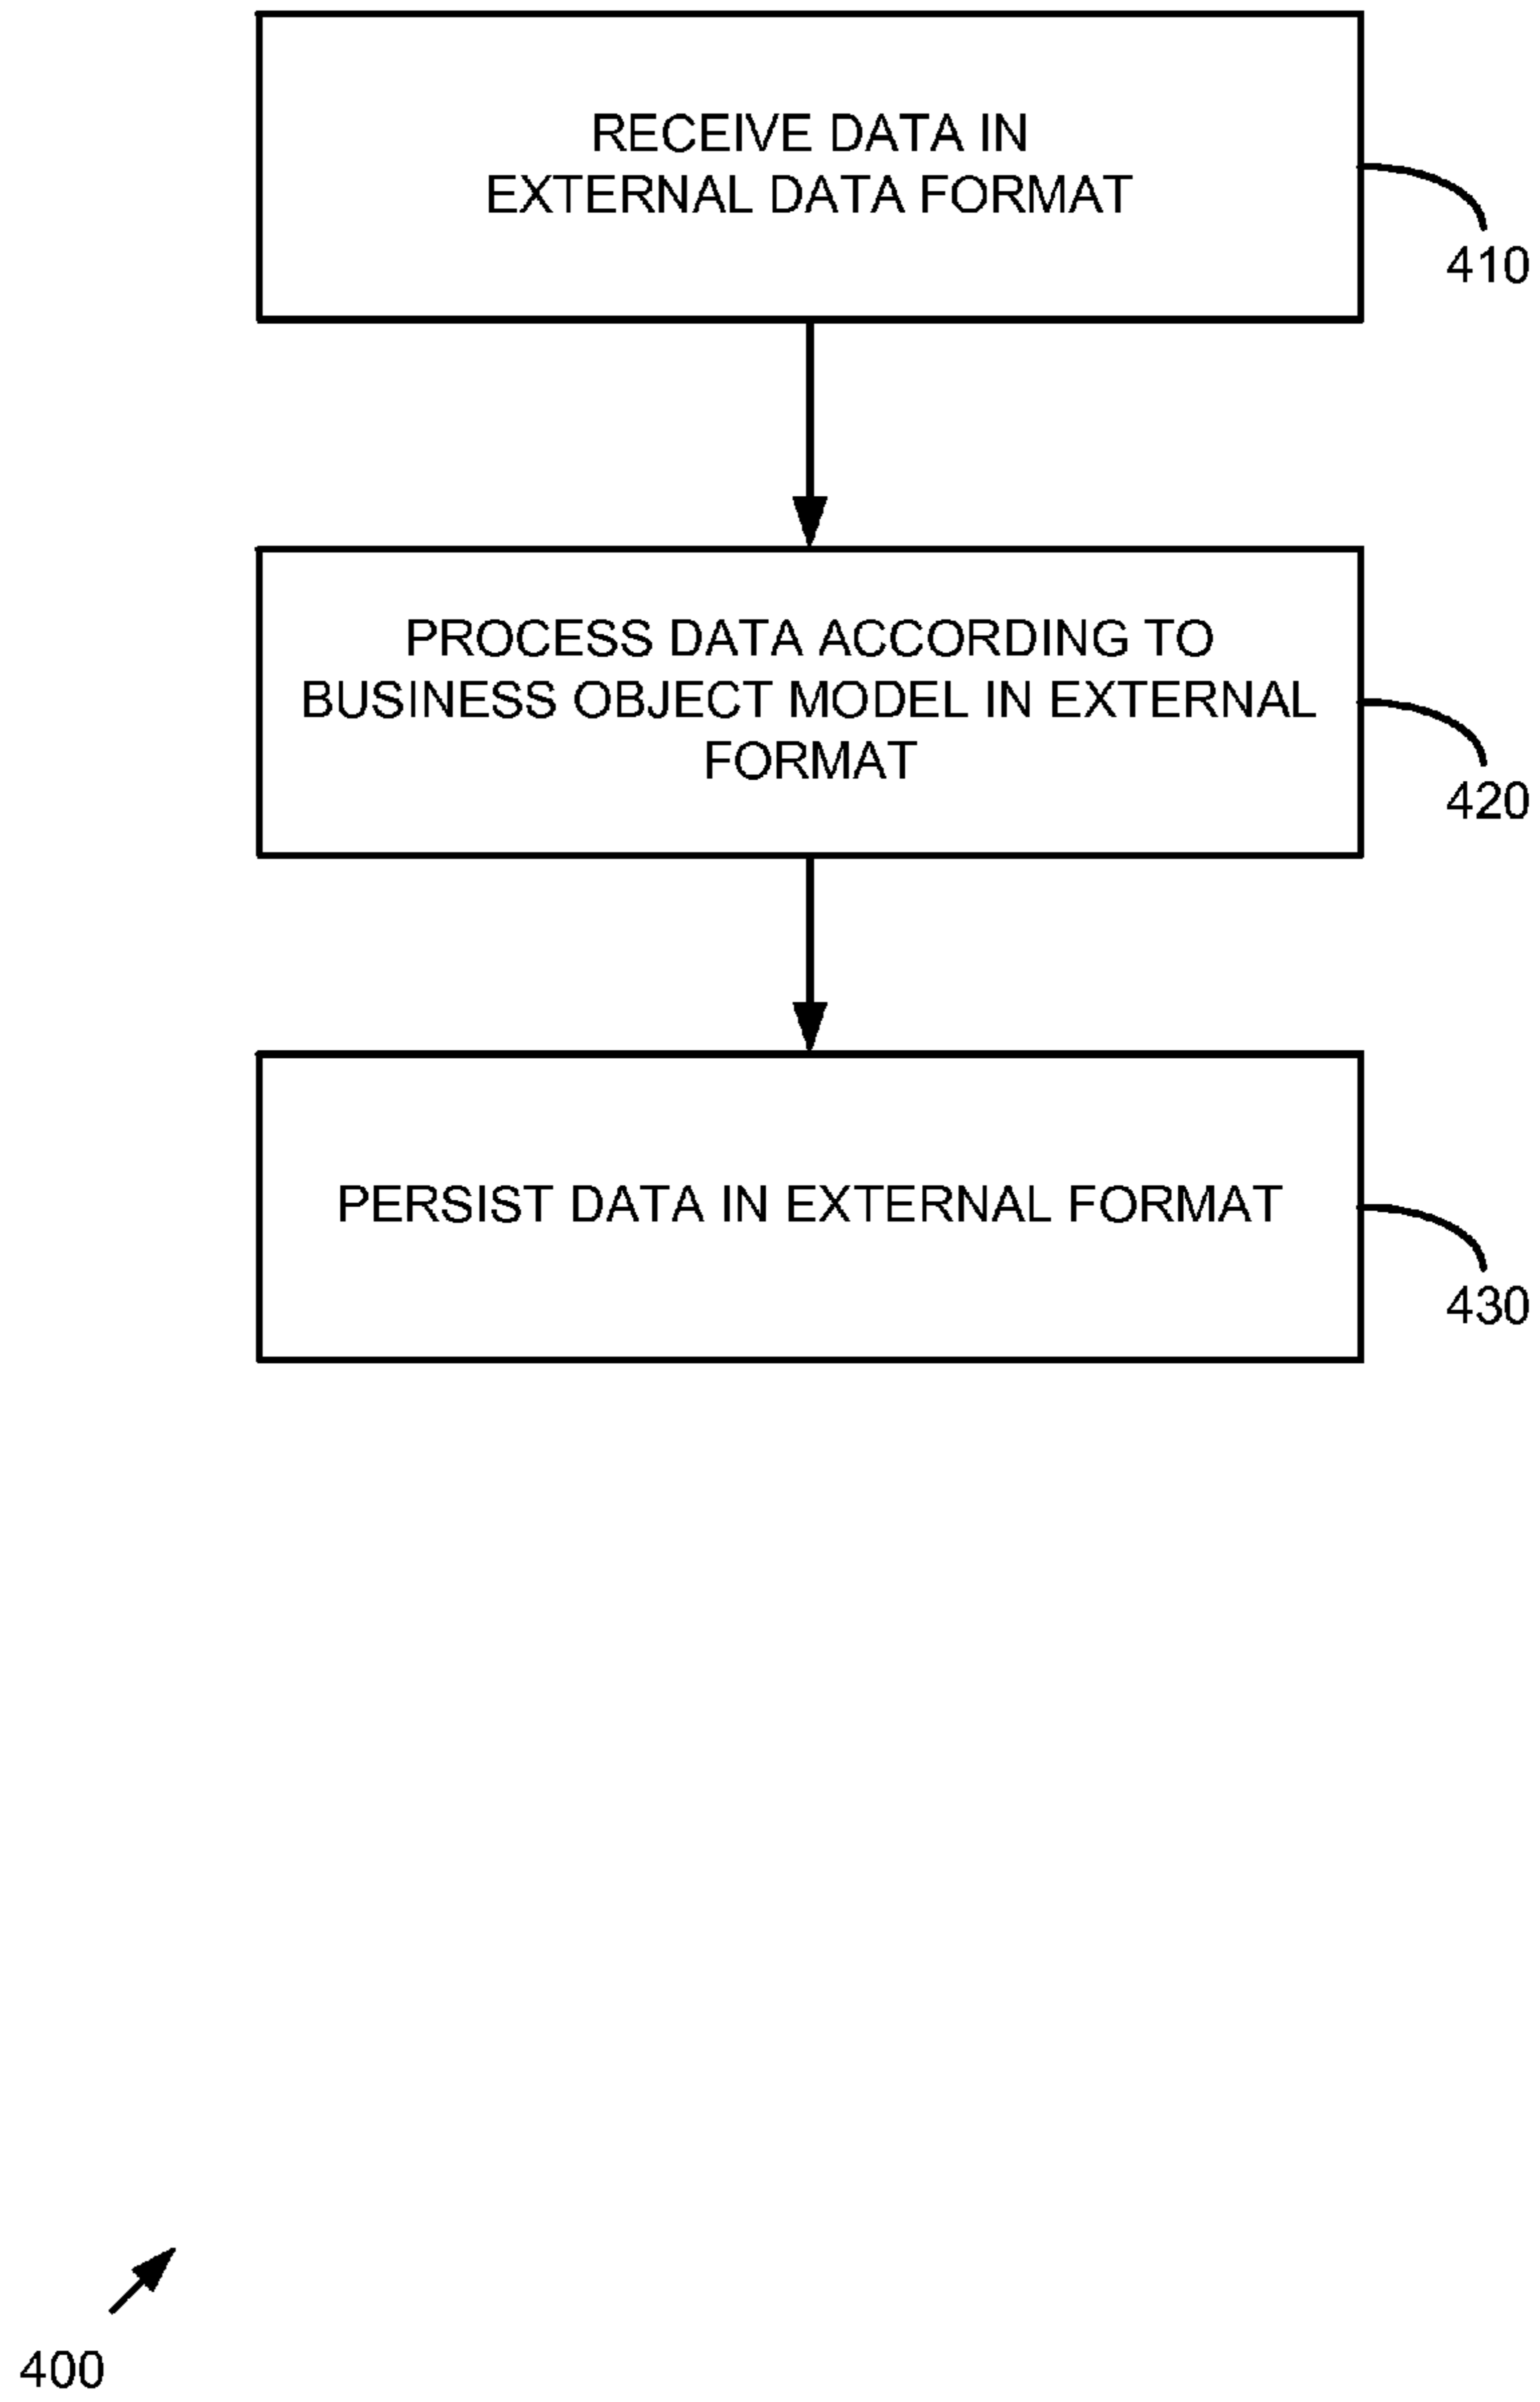 RECEIVE DATA IN
EXTERNAL DATA FORMAT
410
PROCESS DATA ACCORDING TO
BUSINESS OBJECT MODEL IN EXTERNAL
FORMAT
420
PERSIST DATA IN EXTERNAL FORMAT
430
400